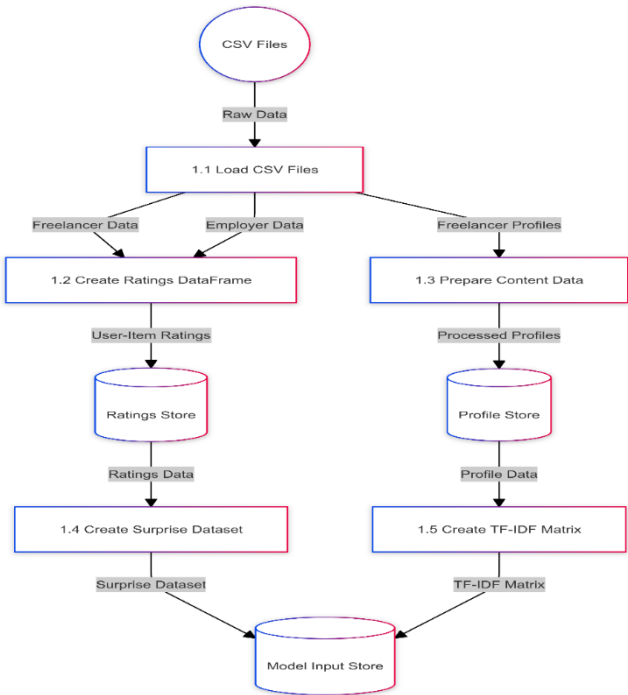 CSV Files
Raw Data
1.1 Load CSV Files
Freelancer Data
Employer Data
Freelancer Profiles
1.2 Create Ratings DataFrame
1.3 Prepare Content Data
User-Item Ratings
Processed Profiles
Ratings Store
Profile Store
Ratings Data
Profile Data
1.4 Create Surprise Dataset
1.5 Create TF-IDF Matrix
Surprise Dataset
TF-IDF Matrix
Model Input Store